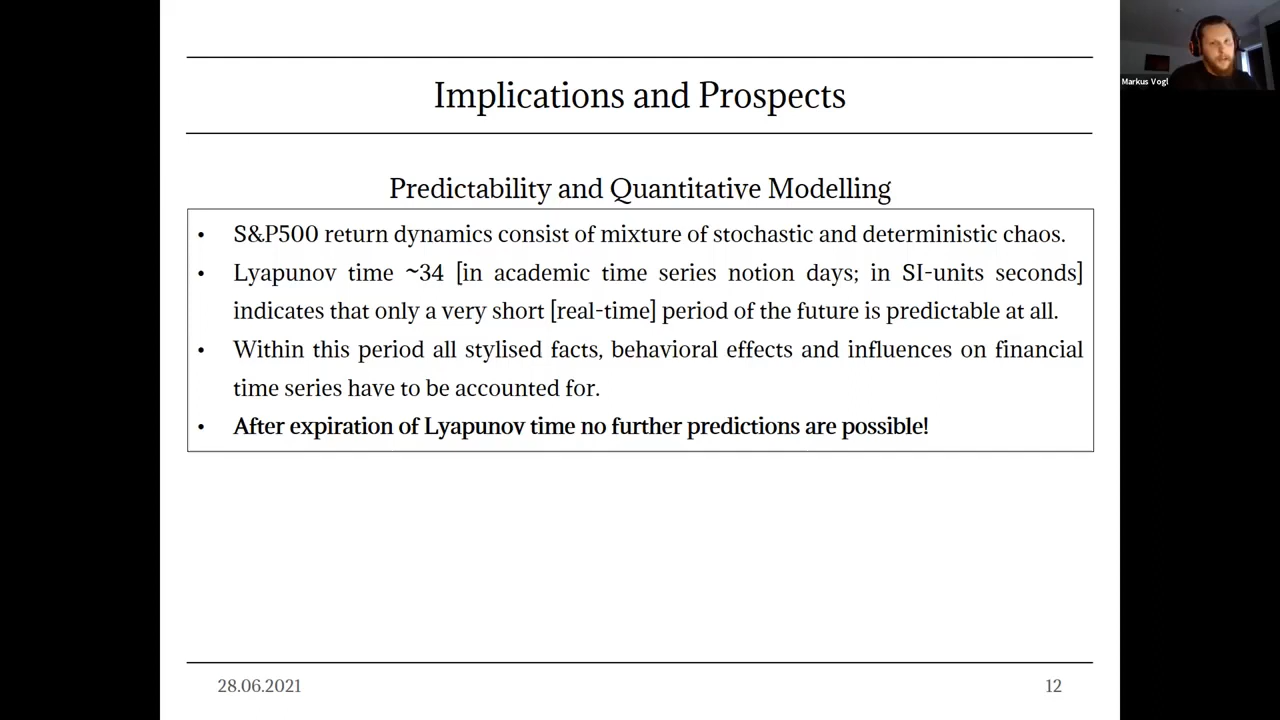 Implications and Prospects
Markus Vogl
Predictability and Quantitative Modelling
• S&P500 return dynamics consist of mixture of stochastic and deterministic chaos.
• Lyapunov time ~34 [in academic time series notion days; in SI-units seconds]
indicates that only a very short [real-time] period of the future is predictable at all.
• Within this period all stylised facts, behavioral effects and influences on financial
time series have to be accounted for.
• After expiration of Lyapunov time no further predictions are possible!
28.06.2021
12